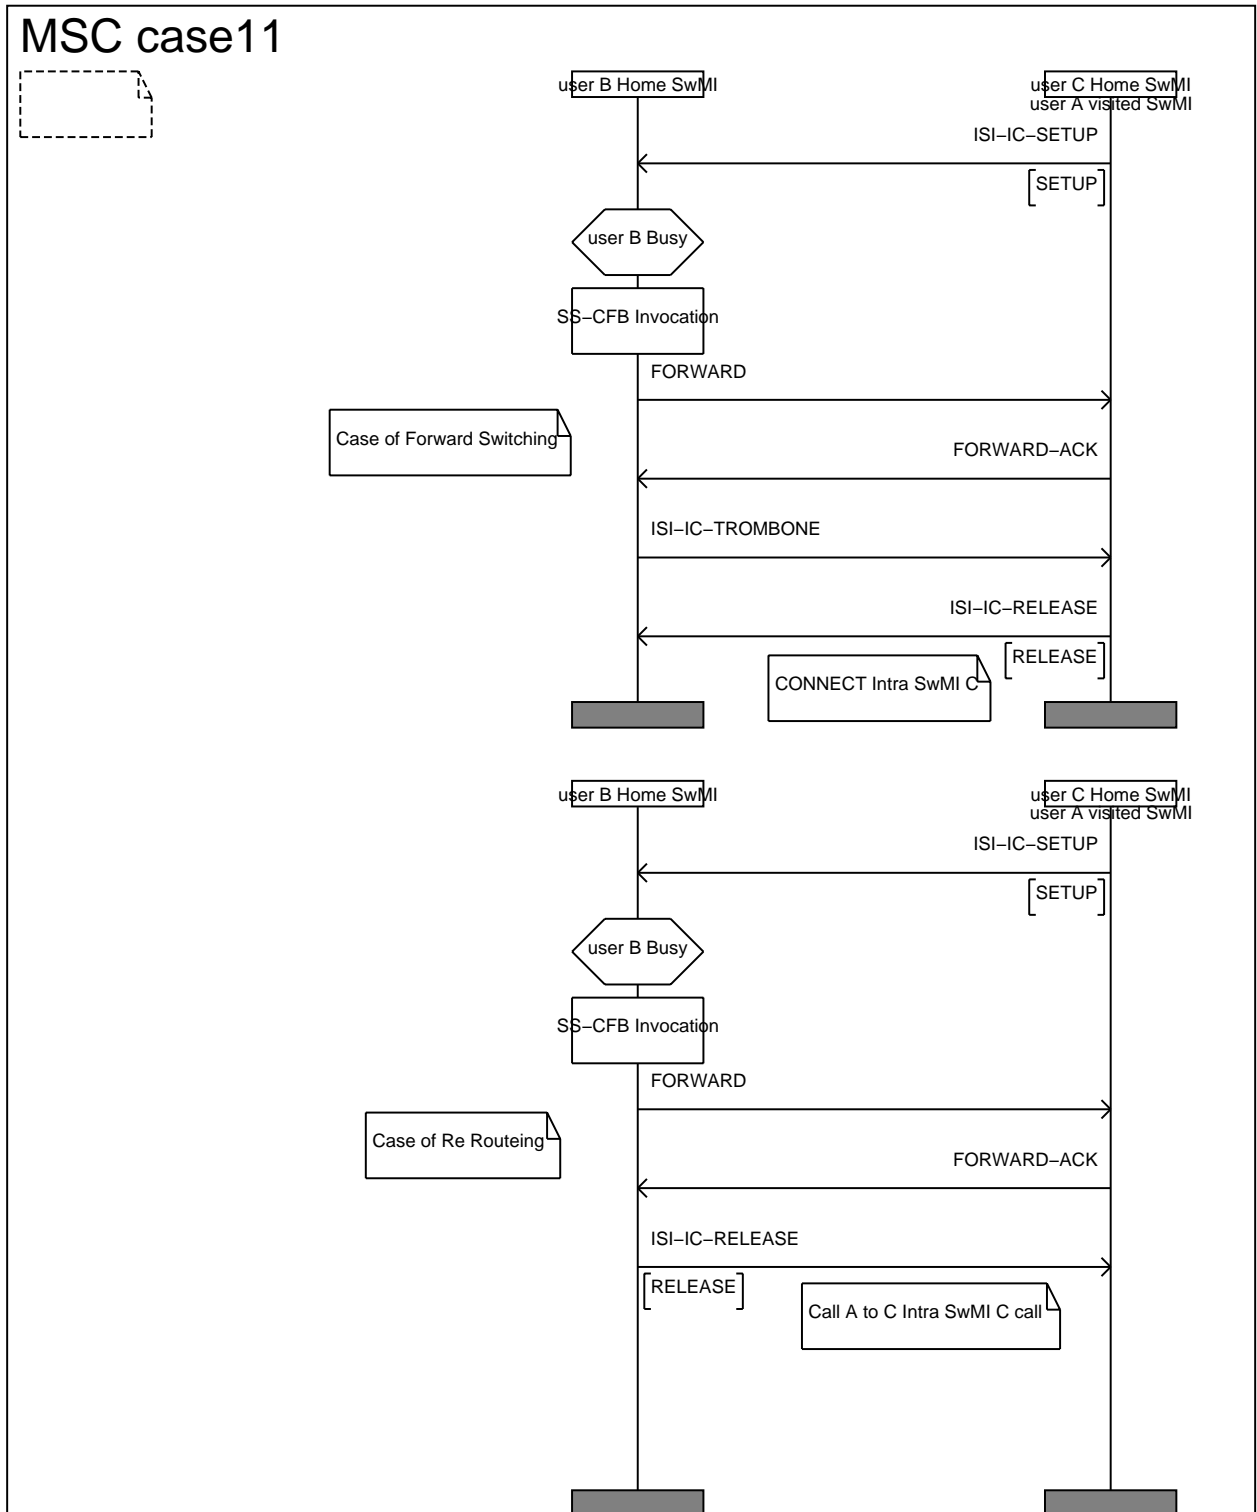 MSC case11
user B Home SwMI
user C Home SwMI
user A visited SwMI
ISI−IC−SETUP
SETUP
user B Busy
SS−CFB Invocation
FORWARD
Case of Forward Switching
FORWARD−ACK
ISI−IC−TROMBONE
ISI−IC−RELEASE
RELEASE
CONNECT Intra SwMI C
user B Home SwMI
user C Home SwMI
user A visited SwMI
ISI−IC−SETUP
SETUP
user B Busy
SS−CFB Invocation
FORWARD
Case of Re Routeing
FORWARD−ACK
ISI−IC−RELEASE
RELEASE
Call A to C Intra SwMI C call